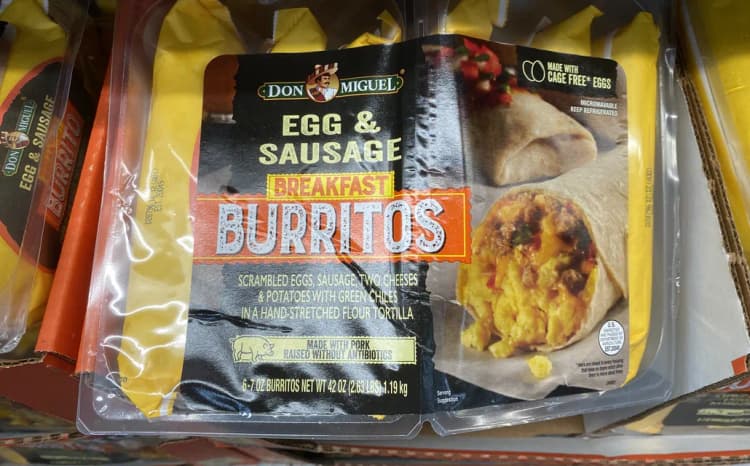 DON MIGUEL
EGG &
SAUSAGE
BREAKFAST
BURRITOS
SCRAMBLED EGGS, SAUSAGE, TWO CHEESES
& POTATOES WITH GREEN CHILES
IN A HAND-STRETCHED FLOUR TORTILLA
MADE WITH PORK
RAISED WITHOUT ANTIBIOTICS
6-7 OZ BURRITOS NET WT 42 OZ (2.63 LBS) 1.19 kg
MADE WITH
CAGE FREE* EGGS
MICROWAVABLE
KEEP REFRIGERATED
Serving
Suggestion
DON MIGUEL
EGG & SAUSAGE
BURRITO